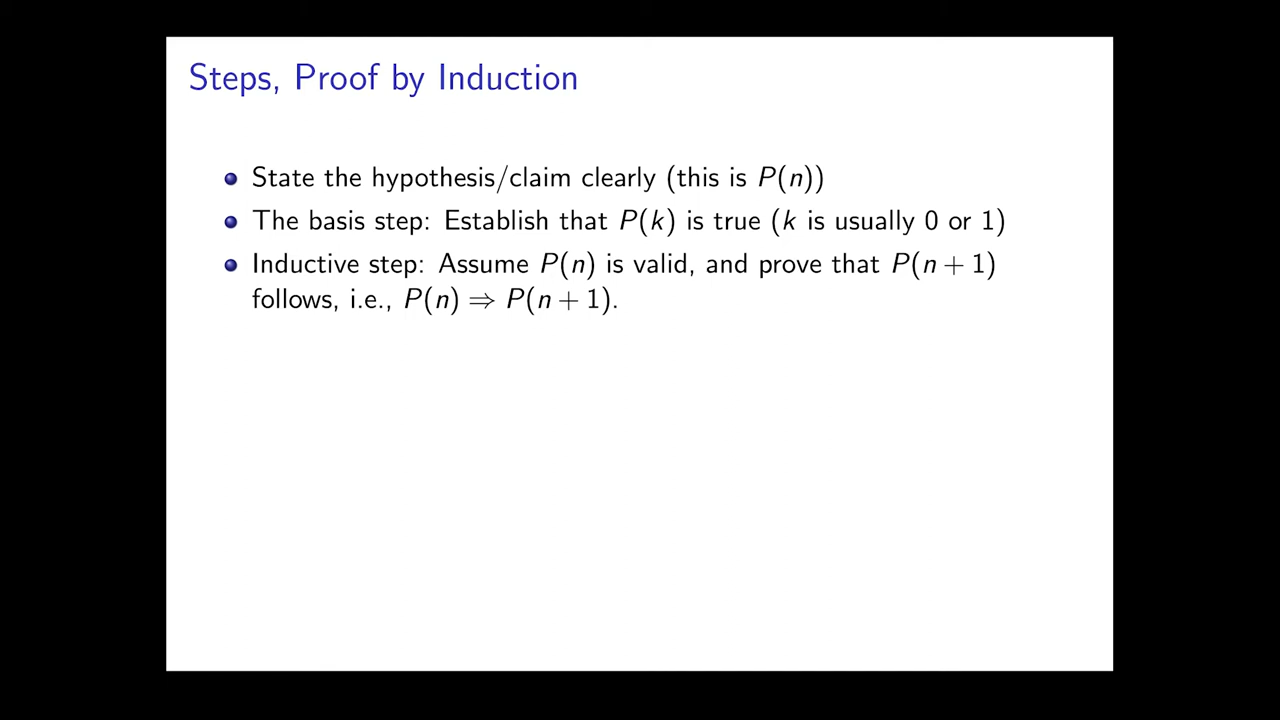 Steps, Proof by Induction
State the hypothesis/claim clearly (this is P(n))
The basis step: Establish that P(k) is true (k is usually 0 or 1)
Inductive step: Assume P(n) is valid, and prove that P(n + 1)
follows, i.e., P(n) ⇒ P(n + 1).